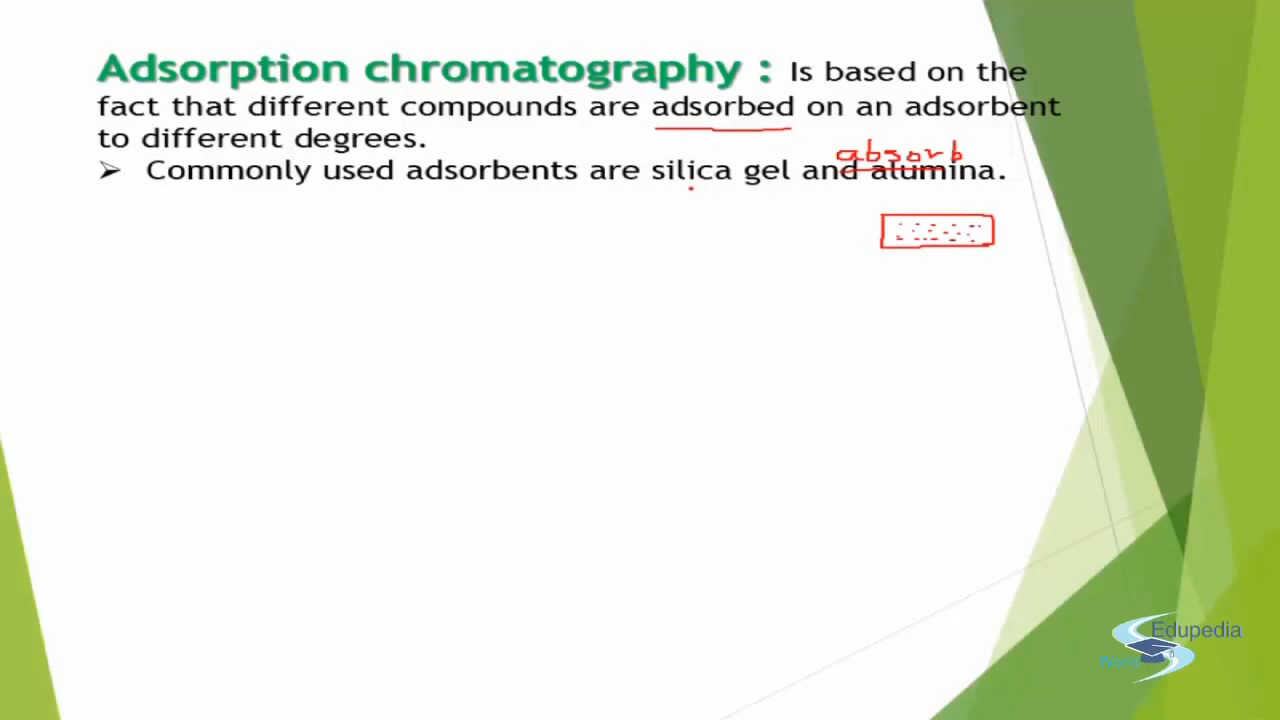 Adsorption chromatography : Is based on the
fact that different compounds are adsorbed on an adsorbent
to different degrees.
absorb
➤ Commonly used adsorbents are silica gel and alumina.
Edupedia
World